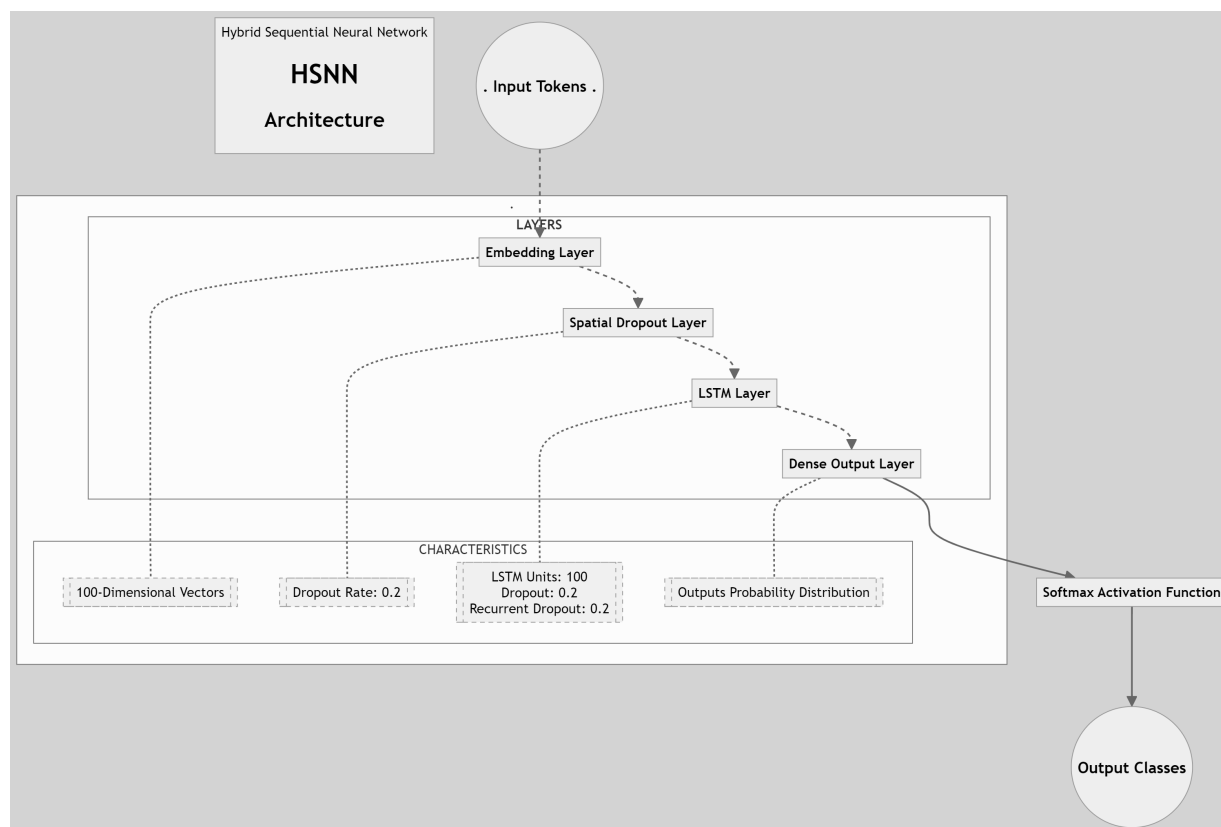 Hybrid Sequential Neural Network
HSNN
Architecture
. Input Tokens .
.
LAYERS
Embedding Layer
Spatial Dropout Layer
LSTM Layer
Dense Output Layer
CHARACTERISTICS
100-Dimensional Vectors
Dropout Rate: 0.2
LSTM Units: 100
Dropout: 0.2
Recurrent Dropout: 0.2
Outputs Probability Distribution
Softmax Activation Function
Output Classes